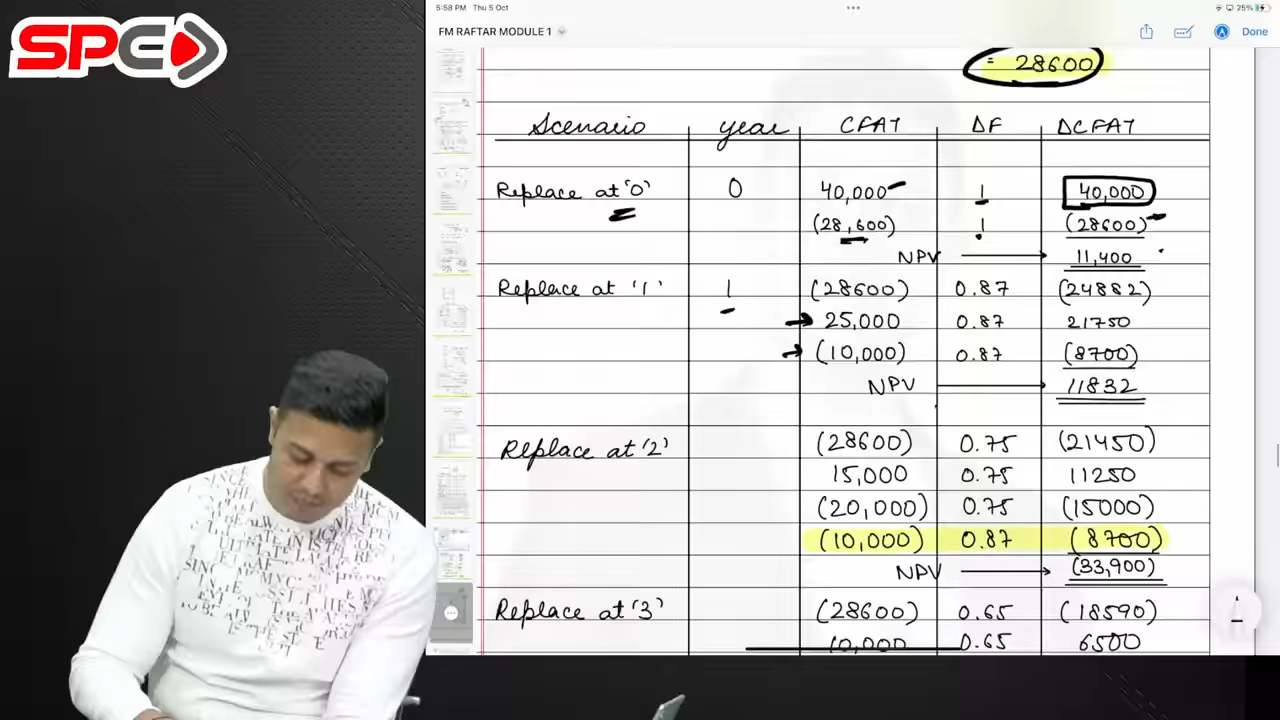 5:58 PM Thu 5 Oct
25%
SPED
FM RAFTAR MODULE 1
Done
= 28600
Scenario year CFAT ΔF ΔCFAT
Replace at '0' 0 40,000 1 40,000
(28,600) 1 (28600)
NPV → 11,400
Replace at '1' 1 (28600) 0.87 (24882)
→ 25,000 0.87 21750
→ (10,000) 0.87 (8700)
NPV → 11832
Replace at '2' (28600) 0.75 (21450)
15,000 0.75 11250
(20,000) 0.75 (15000)
(10,000) 0.87 (8700)
NPV → (33,900)
Replace at '3' (28600) 0.65 (18590)
10,000 0.65 6500